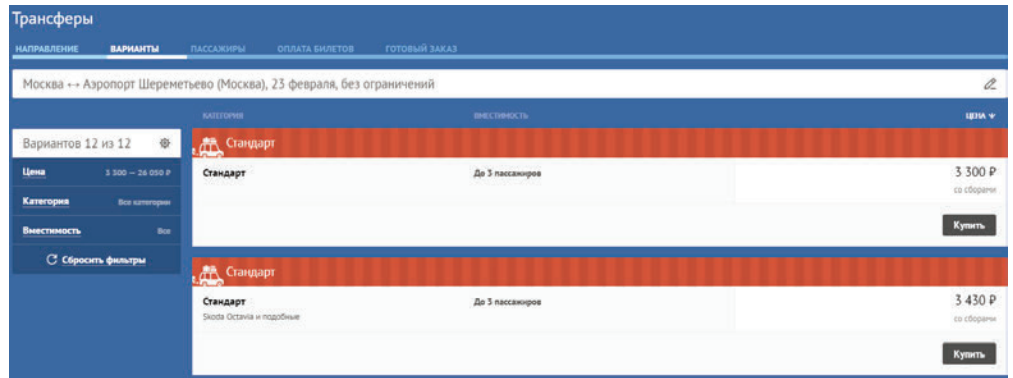 Трансферы
НАПРАВЛЕНИЕ ВАРИАНТЫ ПАССАЖИРЫ ОПЛАТА БИЛЕТОВ ГОТОВЫЙ ЗАКАЗ
Москва ↔ Аэропорт Шереметьево (Москва), 23 февраля, без ограничений
КАТЕГОРИЯ ВМЕСТИМОСТЬ ЦЕНА
Вариантов 12 из 12
Цена 3 300 — 26 050 ₽
Категория Все категории
Вместимость Все
Сбросить фильтры
Стандарт
Стандарт До 3 пассажиров 3 300 ₽
со сборами
Купить
Стандарт
Стандарт До 3 пассажиров 3 430 ₽
Skoda Octavia и подобные со сборами
Купить